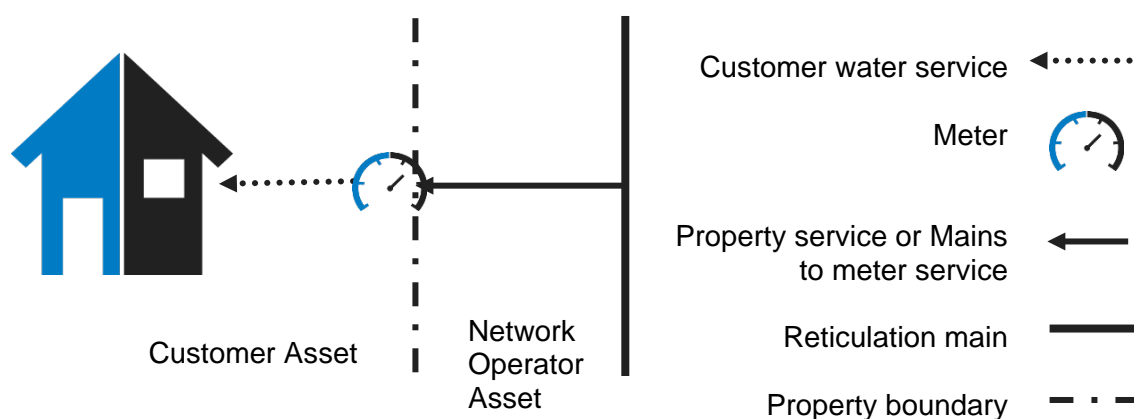 Customer water service
Meter
Property service or Mains
to meter service
Reticulation main
Property boundary
Customer Asset
Network
Operator
Asset